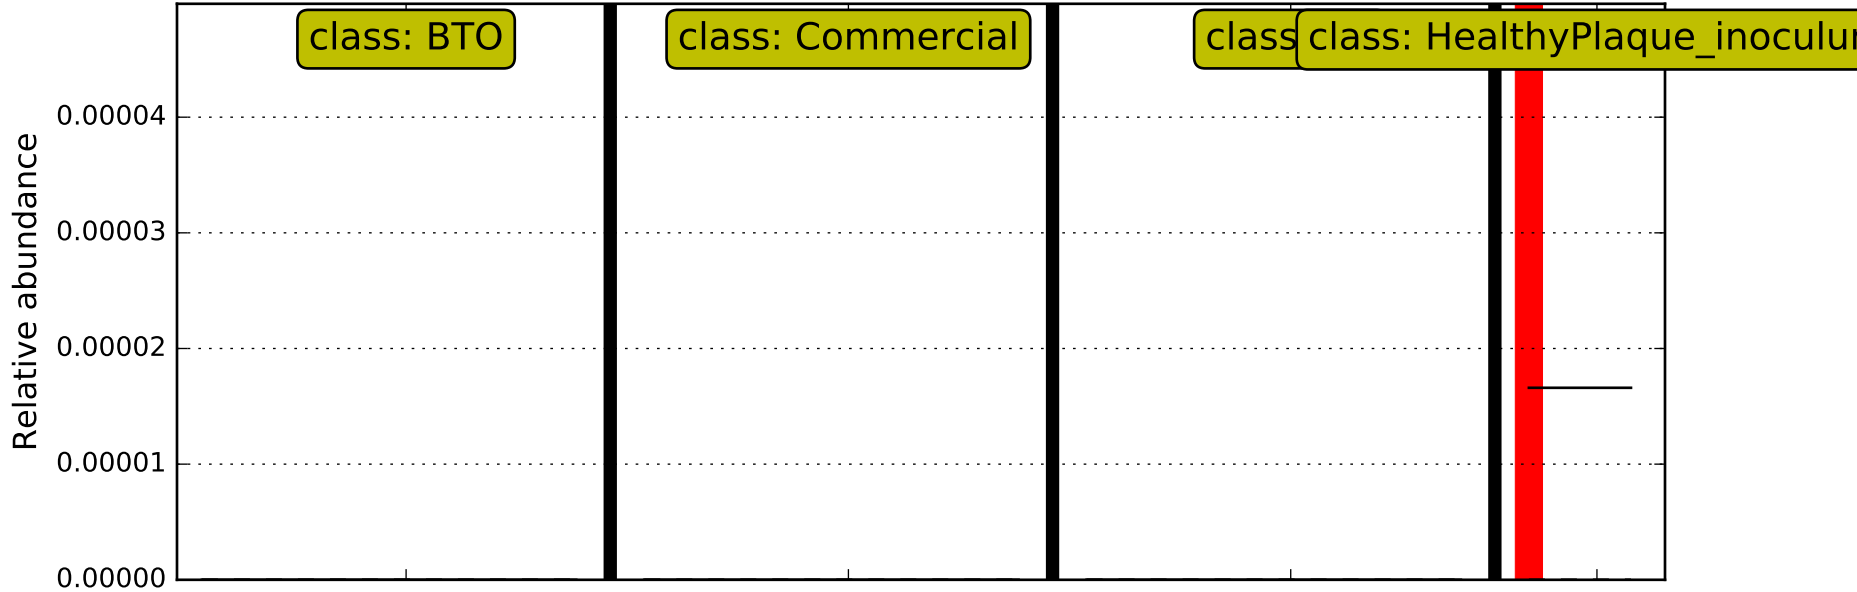 class: BTO
class: Commercial
class
class: HealthyPlaque_inoculu
0.00004
0.00003
0.00002
0.00001
0.00000
Relative abundance